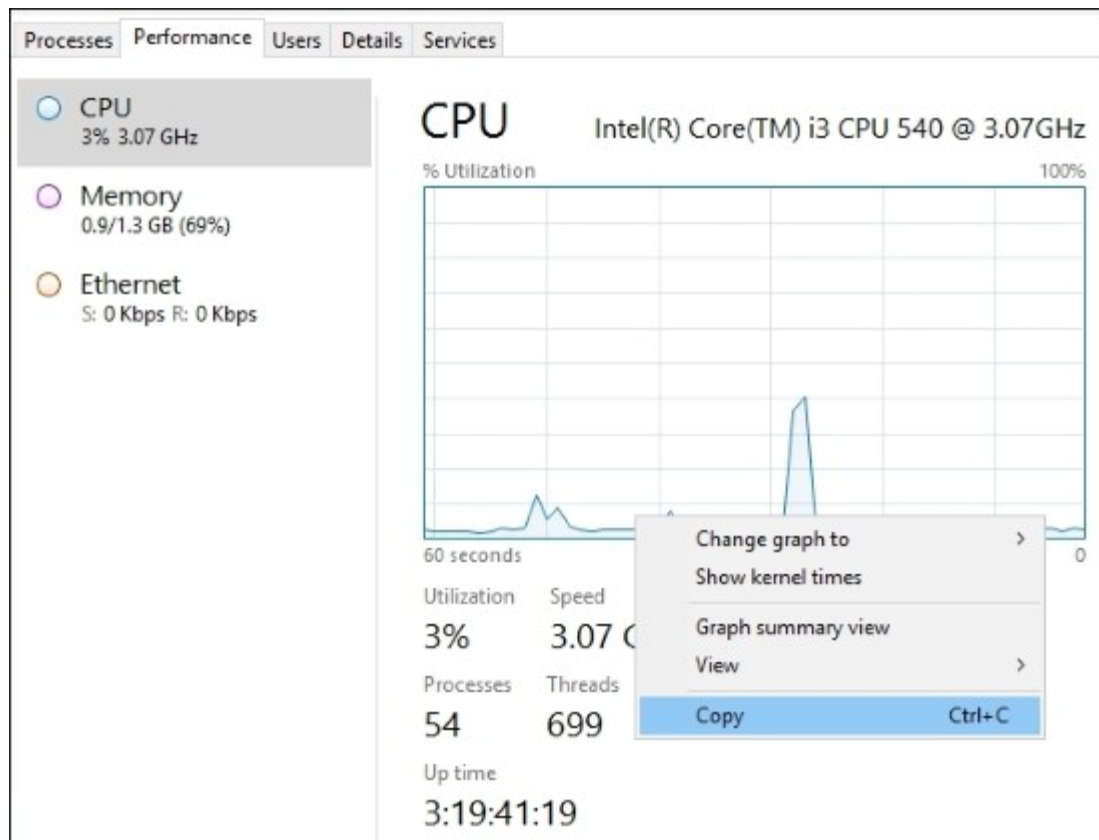 Processes Performance Users Details Services
CPU
3% 3.07 GHz
Memory
0.9/1.3 GB (69%)
Ethernet
S: 0 Kbps R: 0 Kbps
CPU Intel(R) Core(TM) i3 CPU 540 @ 3.07GHz
% Utilization 100%
60 seconds 0
Utilization Speed
3% 3.07
Processes Threads
54 699
Up time
3:19:41:19
Change graph to
Show kernel times
Graph summary view
View
Copy Ctrl+C